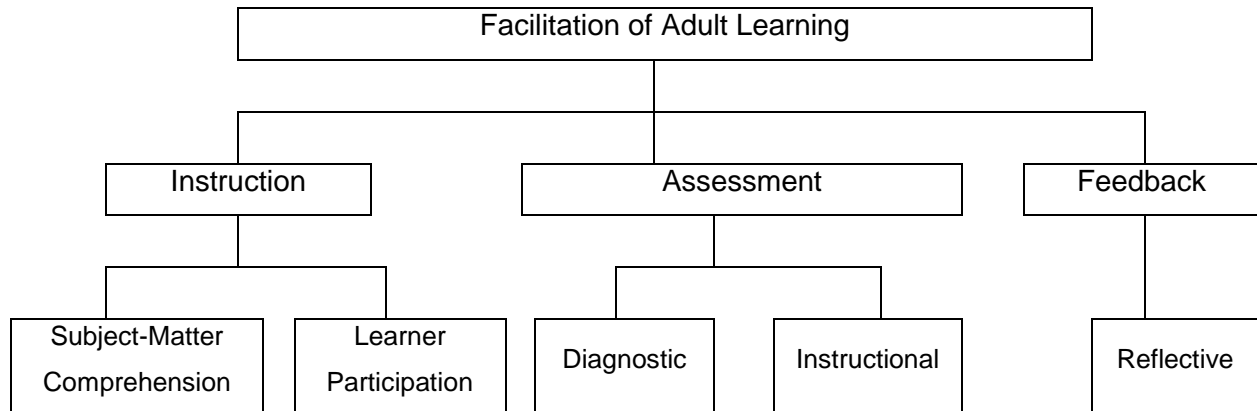 Facilitation of Adult Learning
Instruction
Assessment
Feedback
Subject-Matter
Comprehension
Learner
Participation
Diagnostic
Instructional
Reflective